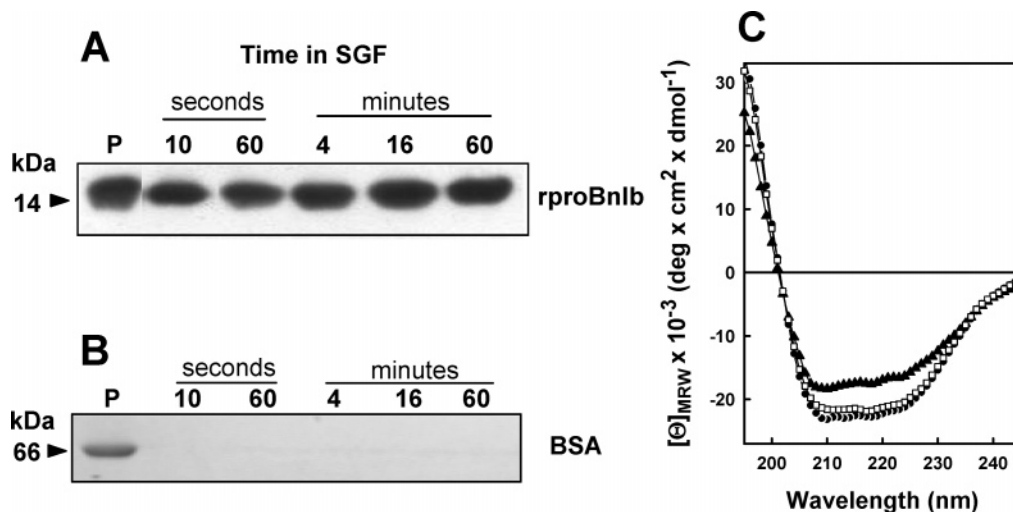 A
Time in SGF
seconds minutes
kDa P 10 60 4 16 60
14 rproBnIb
B
seconds minutes
kDa P 10 60 4 16 60
66 BSA
C
[Θ]MRW x 10-3 (deg x cm2 x dmol-1)
30
20
10
0
-10
-20
200 210 220 230 240
Wavelength (nm)